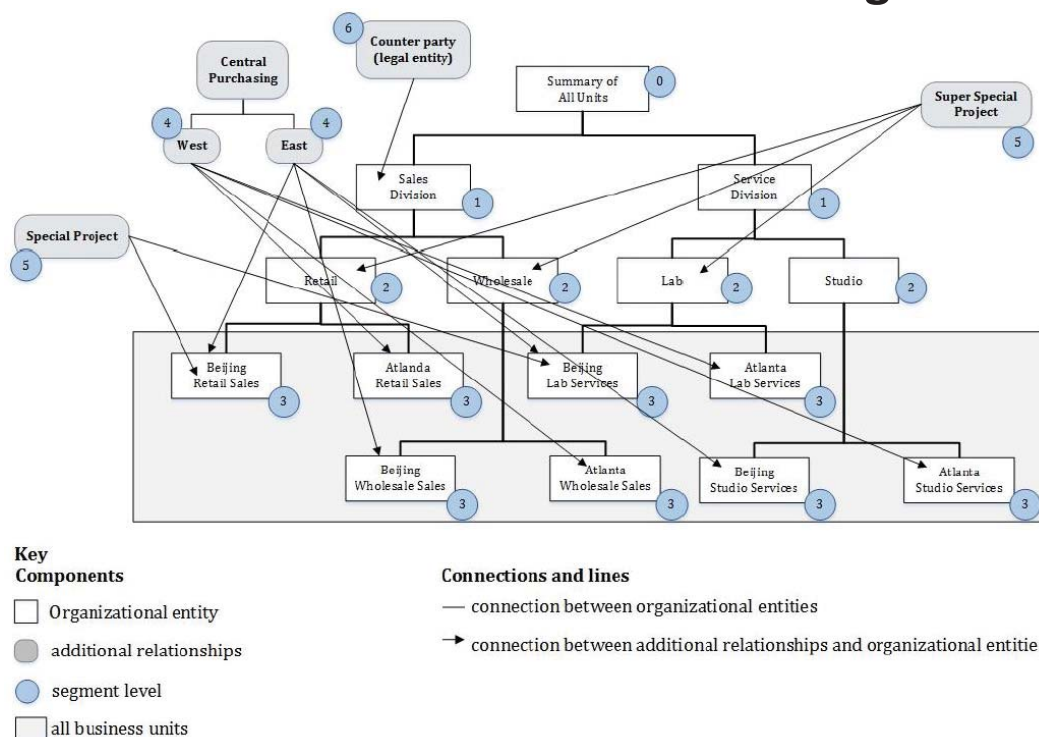 g
6
Counter party
(legal entity)
Central
Purchasing
Summary of
All Units
0
Super Special
Project
5
4
West
4
East
Sales
Division
1
Service
Division
1
Special Project
5
Retail
2
Wholesale
2
Lab
2
Studio
2
Beijing
Retail Sales
3
Atlanda
Retail Sales
3
Beijing
Lab Services
3
Atlanta
Lab Services
3
Beijing
Wholesale Sales
3
Atlanta
Wholesale Sales
3
Beijing
Studio Services
3
Atlanta
Studio Services
3
Key
Components
Organizational entity
additional relationships
segment level
all business units
Connections and lines
connection between organizational entities
connection between additional relationships and organizational entitie